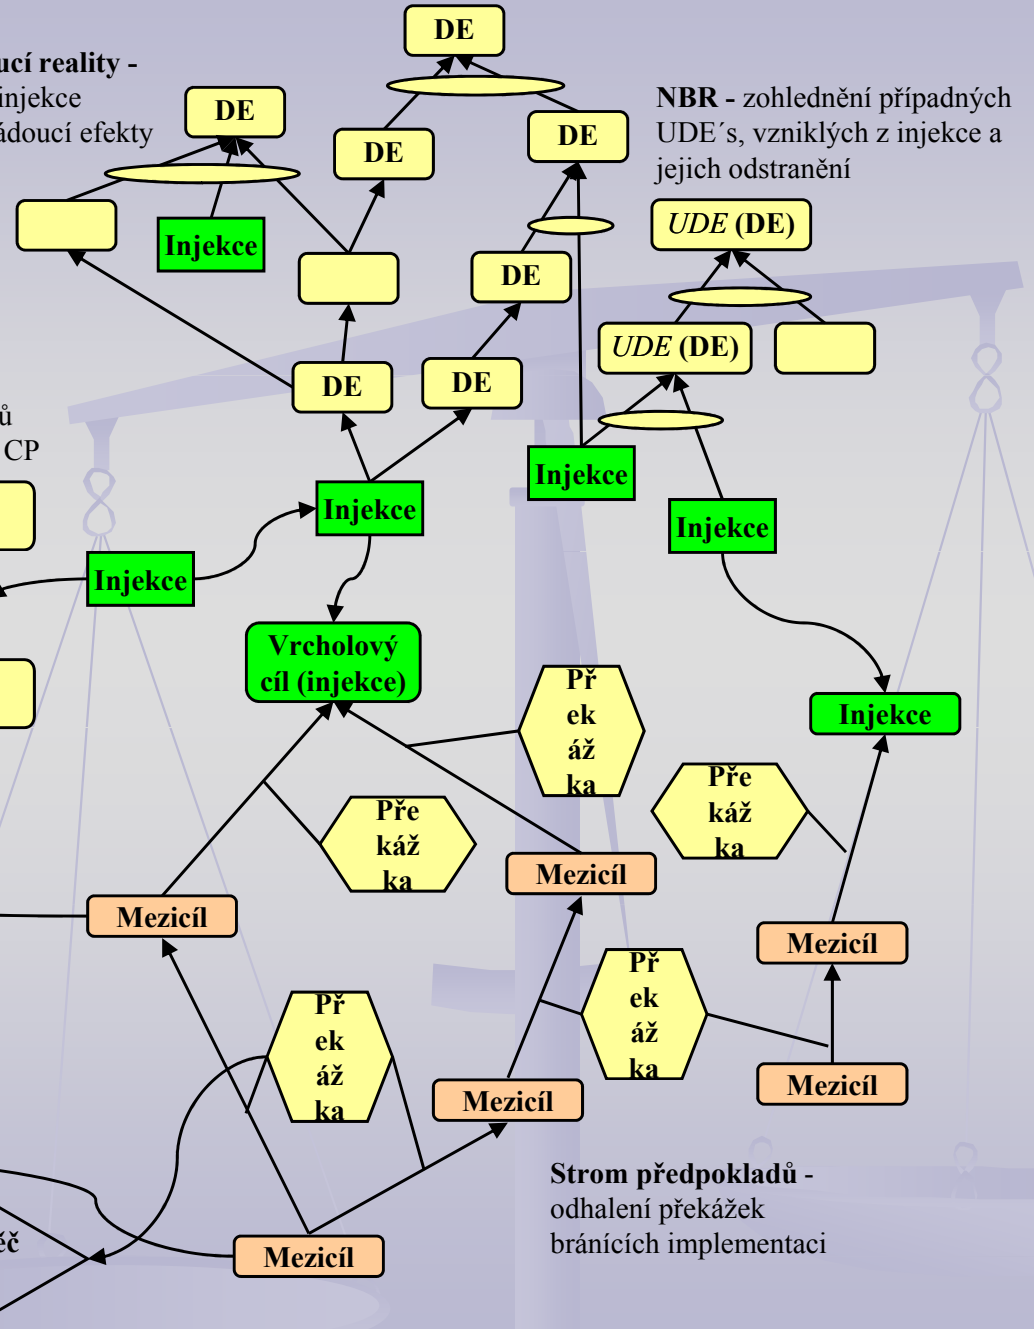 DE
ucí reality -
injekce
ádoucí efekty
DE
DE
DE
NBR - zohlednění případných
UDE´s, vzniklých z injekce a
jejich odstranění
Injekce
UDE (DE)
DE
UDE (DE)
DE
DE
ů
CP
Injekce
Injekce
Injekce
Injekce
Vrcholový
cíl (injekce)
Př
ek
áž
ka
Injekce
Pře
káž
ka
Pře
káž
ka
Mezicíl
Mezicíl
Mezicíl
Př
ek
áž
ka
Př
ek
áž
ka
Mezicíl
Mezicíl
Strom předpokladů -
odhalení překážek
bránících implementaci
ěč
Mezicíl